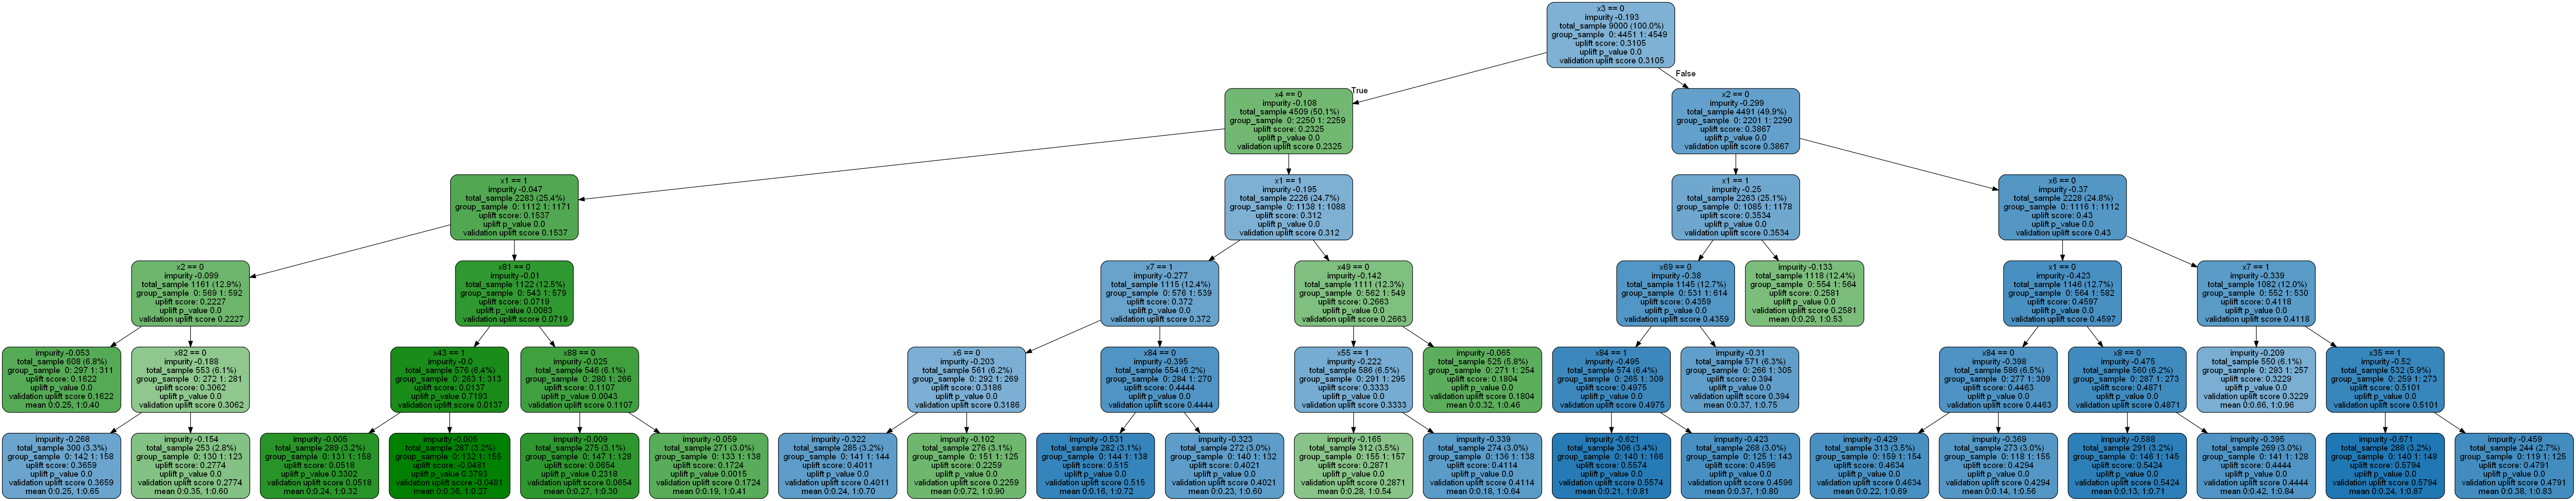 x3 == 0
impurity -0.193
total_sample 9000 (100.0%)
group_sample 0: 4451 1: 4549
uplift score: 0.3105
uplift p_value 0.0
validation uplift score 0.3105
True
False
x4 == 0
impurity -0.108
total_sample 4509 (50.1%)
group_sample 0: 2250 1: 2259
uplift score: 0.2325
uplift p_value 0.0
validation uplift score 0.2325
x2 == 0
impurity -0.299
total_sample 4491 (49.9%)
group_sample 0: 2201 1: 2290
uplift score: 0.3867
uplift p_value 0.0
validation uplift score 0.3867
x1 == 1
impurity -0.047
total_sample 2283 (25.4%)
group_sample 0: 1112 1: 1171
uplift score: 0.1537
uplift p_value 0.0
validation uplift score 0.1537
x1 == 1
impurity -0.195
total_sample 2226 (24.7%)
group_sample 0: 1138 1: 1088
uplift score: 0.312
uplift p_value 0.0
validation uplift score 0.312
x1 == 1
impurity -0.25
total_sample 2263 (25.1%)
group_sample 0: 1085 1: 1178
uplift score: 0.3534
uplift p_value 0.0
validation uplift score 0.3534
x6 == 0
impurity -0.37
total_sample 2228 (24.8%)
group_sample 0: 1116 1: 1112
uplift score: 0.43
uplift p_value 0.0
validation uplift score 0.43
x2 == 0
impurity -0.099
total_sample 1161 (12.9%)
group_sample 0: 569 1: 592
uplift score: 0.2227
uplift p_value 0.0
validation uplift score 0.2227
x81 == 0
impurity -0.01
total_sample 1122 (12.5%)
group_sample 0: 543 1: 579
uplift score: 0.0719
uplift p_value 0.0083
validation uplift score 0.0719
x7 == 1
impurity -0.277
total_sample 1115 (12.4%)
group_sample 0: 576 1: 539
uplift score: 0.372
uplift p_value 0.0
validation uplift score 0.372
x49 == 0
impurity -0.142
total_sample 1111 (12.3%)
group_sample 0: 562 1: 549
uplift score: 0.2663
uplift p_value 0.0
validation uplift score 0.2663
x69 == 0
impurity -0.38
total_sample 1145 (12.7%)
group_sample 0: 531 1: 614
uplift score: 0.4359
uplift p_value 0.0
validation uplift score 0.4359
impurity -0.133
total_sample 1118 (12.4%)
group_sample 0: 554 1: 564
uplift score: 0.2581
uplift p_value 0.0
validation uplift score 0.2581
mean 0:0.29, 1:0.53
x1 == 0
impurity -0.423
total_sample 1146 (12.7%)
group_sample 0: 564 1: 582
uplift score: 0.4597
uplift p_value 0.0
validation uplift score 0.4597
x7 == 1
impurity -0.339
total_sample 1082 (12.0%)
group_sample 0: 552 1: 530
uplift score: 0.4118
uplift p_value 0.0
validation uplift score 0.4118
impurity -0.053
total_sample 608 (6.8%)
group_sample 0: 297 1: 311
uplift score: 0.1622
uplift p_value 0.0
validation uplift score 0.1622
mean 0:0.25, 1:0.40
x82 == 0
impurity -0.188
total_sample 553 (6.1%)
group_sample 0: 272 1: 281
uplift score: 0.3062
uplift p_value 0.0
validation uplift score 0.3062
x43 == 1
impurity -0.0
total_sample 576 (6.4%)
group_sample 0: 263 1: 313
uplift score: 0.0137
uplift p_value 0.7193
validation uplift score 0.0137
x88 == 0
impurity -0.025
total_sample 546 (6.1%)
group_sample 0: 280 1: 266
uplift score: 0.1107
uplift p_value 0.0043
validation uplift score 0.1107
x6 == 0
impurity -0.203
total_sample 561 (6.2%)
group_sample 0: 292 1: 269
uplift score: 0.3186
uplift p_value 0.0
validation uplift score 0.3186
x84 == 0
impurity -0.395
total_sample 554 (6.2%)
group_sample 0: 284 1: 270
uplift score: 0.4444
uplift p_value 0.0
validation uplift score 0.4444
x55 == 1
impurity -0.222
total_sample 586 (6.5%)
group_sample 0: 291 1: 295
uplift score: 0.3333
uplift p_value 0.0
validation uplift score 0.3333
impurity -0.065
total_sample 525 (5.8%)
group_sample 0: 271 1: 254
uplift score: 0.1804
uplift p_value 0.0
validation uplift score 0.1804
mean 0:0.32, 1:0.46
x84 == 1
impurity -0.495
total_sample 574 (6.4%)
group_sample 0: 265 1: 309
uplift score: 0.4975
uplift p_value 0.0
validation uplift score 0.4975
impurity -0.31
total_sample 571 (6.3%)
group_sample 0: 266 1: 305
uplift score: 0.394
uplift p_value 0.0
validation uplift score 0.394
mean 0:0.37, 1:0.75
x84 == 0
impurity -0.398
total_sample 586 (6.5%)
group_sample 0: 277 1: 309
uplift score: 0.4463
uplift p_value 0.0
validation uplift score 0.4463
x8 == 0
impurity -0.475
total_sample 560 (6.2%)
group_sample 0: 287 1: 273
uplift score: 0.4871
uplift p_value 0.0
validation uplift score 0.4871
impurity -0.209
total_sample 550 (6.1%)
group_sample 0: 293 1: 257
uplift score: 0.3229
uplift p_value 0.0
validation uplift score 0.3229
mean 0:0.66, 1:0.96
x35 == 1
impurity -0.52
total_sample 532 (5.9%)
group_sample 0: 259 1: 273
uplift score: 0.5101
uplift p_value 0.0
validation uplift score 0.5101
impurity -0.268
total_sample 300 (3.3%)
group_sample 0: 142 1: 158
uplift score: 0.3659
uplift p_value 0.0
validation uplift score 0.3659
mean 0:0.25, 1:0.65
impurity -0.154
total_sample 253 (2.8%)
group_sample 0: 130 1: 123
uplift score: 0.2774
uplift p_value 0.0
validation uplift score 0.2774
mean 0:0.35, 1:0.60
impurity -0.005
total_sample 289 (3.2%)
group_sample 0: 131 1: 158
uplift score: 0.0518
uplift p_value 0.3302
validation uplift score 0.0518
mean 0:0.24, 1:0.32
impurity -0.005
total_sample 287 (3.2%)
group_sample 0: 132 1: 155
uplift score: -0.0481
uplift p_value 0.3793
validation uplift score -0.0481
mean 0:0.36, 1:0.27
impurity -0.009
total_sample 275 (3.1%)
group_sample 0: 147 1: 128
uplift score: 0.0654
uplift p_value 0.2318
validation uplift score 0.0654
mean 0:0.27, 1:0.30
impurity -0.059
total_sample 271 (3.0%)
group_sample 0: 133 1: 138
uplift score: 0.1724
uplift p_value 0.0015
validation uplift score 0.1724
mean 0:0.19, 1:0.41
impurity -0.322
total_sample 285 (3.2%)
group_sample 0: 141 1: 144
uplift score: 0.4011
uplift p_value 0.0
validation uplift score 0.4011
mean 0:0.24, 1:0.70
impurity -0.102
total_sample 276 (3.1%)
group_sample 0: 151 1: 125
uplift score: 0.2259
uplift p_value 0.0
validation uplift score 0.2259
mean 0:0.72, 1:0.90
impurity -0.531
total_sample 282 (3.1%)
group_sample 0: 144 1: 138
uplift score: 0.515
uplift p_value 0.0
validation uplift score 0.515
mean 0:0.16, 1:0.72
impurity -0.323
total_sample 272 (3.0%)
group_sample 0: 140 1: 132
uplift score: 0.4021
uplift p_value 0.0
validation uplift score 0.4021
mean 0:0.23, 1:0.60
impurity -0.165
total_sample 312 (3.5%)
group_sample 0: 155 1: 157
uplift score: 0.2871
uplift p_value 0.0
validation uplift score 0.2871
mean 0:0.28, 1:0.54
impurity -0.339
total_sample 274 (3.0%)
group_sample 0: 136 1: 138
uplift score: 0.4114
uplift p_value 0.0
validation uplift score 0.4114
mean 0:0.18, 1:0.64
impurity -0.621
total_sample 306 (3.4%)
group_sample 0: 140 1: 166
uplift score: 0.5574
uplift p_value 0.0
validation uplift score 0.5574
mean 0:0.21, 1:0.81
impurity -0.423
total_sample 268 (3.0%)
group_sample 0: 125 1: 143
uplift score: 0.4596
uplift p_value 0.0
validation uplift score 0.4596
mean 0:0.37, 1:0.80
impurity -0.429
total_sample 313 (3.5%)
group_sample 0: 159 1: 154
uplift score: 0.4634
uplift p_value 0.0
validation uplift score 0.4634
mean 0:0.22, 1:0.69
impurity -0.369
total_sample 273 (3.0%)
group_sample 0: 118 1: 155
uplift score: 0.4294
uplift p_value 0.0
validation uplift score 0.4294
mean 0:0.14, 1:0.56
impurity -0.588
total_sample 291 (3.2%)
group_sample 0: 146 1: 145
uplift score: 0.5424
uplift p_value 0.0
validation uplift score 0.5424
mean 0:0.13, 1:0.71
impurity -0.395
total_sample 269 (3.0%)
group_sample 0: 141 1: 128
uplift score: 0.4444
uplift p_value 0.0
validation uplift score 0.4444
mean 0:0.42, 1:0.84
impurity -0.671
total_sample 288 (3.2%)
group_sample 0: 140 1: 148
uplift score: 0.5794
uplift p_value 0.0
validation uplift score 0.5794
mean 0:0.24, 1:0.87
impurity -0.459
total_sample 244 (2.7%)
group_sample 0: 119 1: 125
uplift score: 0.4791
uplift p_value 0.0
validation uplift score 0.4791
mean 0:0.38, 1:0.83